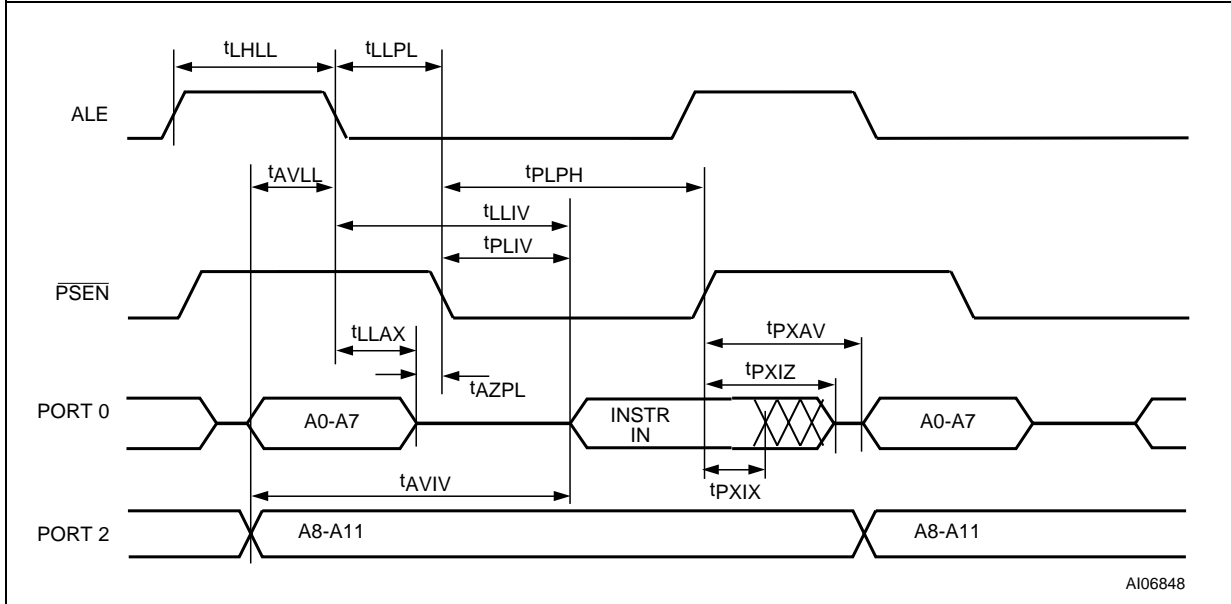 tLHLL
tLLPL
ALE
tAVLL
tPLPH
tLLIV
tPLIV
PSEN
tLLAX
tPXAV
tAZPL
tPXIZ
PORT 0
A0-A7
INSTR
IN
A0-A7
tPXIX
tAVIV
PORT 2
A8-A11
A8-A11
AI06848